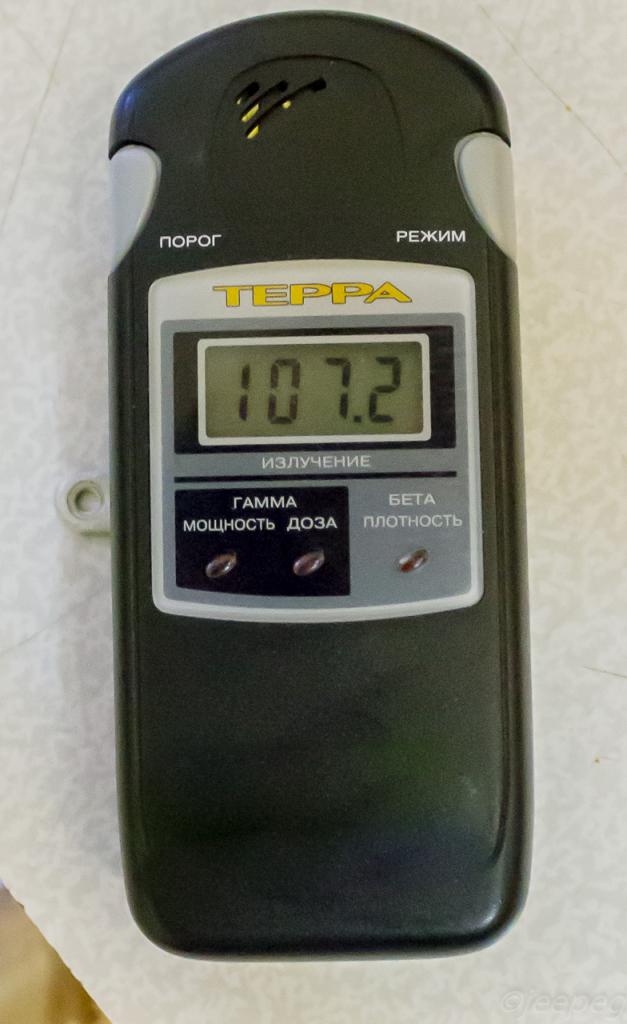 ПОРОГ РЕЖИМ
ТЕРРА
107.2
ИЗЛУЧЕНИЕ
ГАММА БЕТА
МОЩНОСТЬ ДОЗА ПЛОТНОСТЬ
©jeepeg